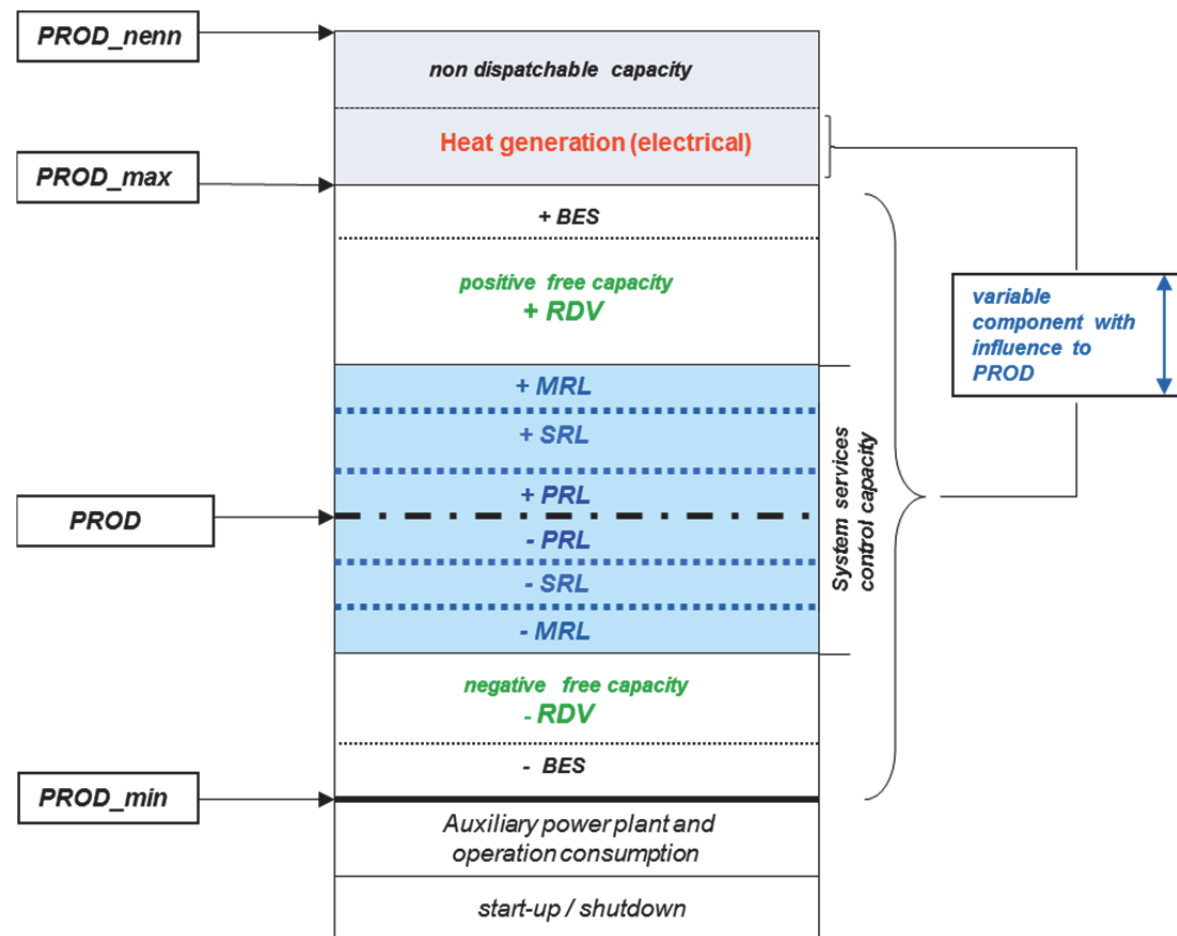 PROD_nenn
non dispatchable capacity
Heat generation (electrical)
PROD_max
+ BES
positive free capacity
+ RDV
variable
component with
influence to
PROD
+ MRL
+ SRL
+ PRL
PROD
- PRL
- SRL
- MRL
System services
control capacity
negative free capacity
- RDV
- BES
PROD_min
Auxiliary power plant and
operation consumption
start-up / shutdown